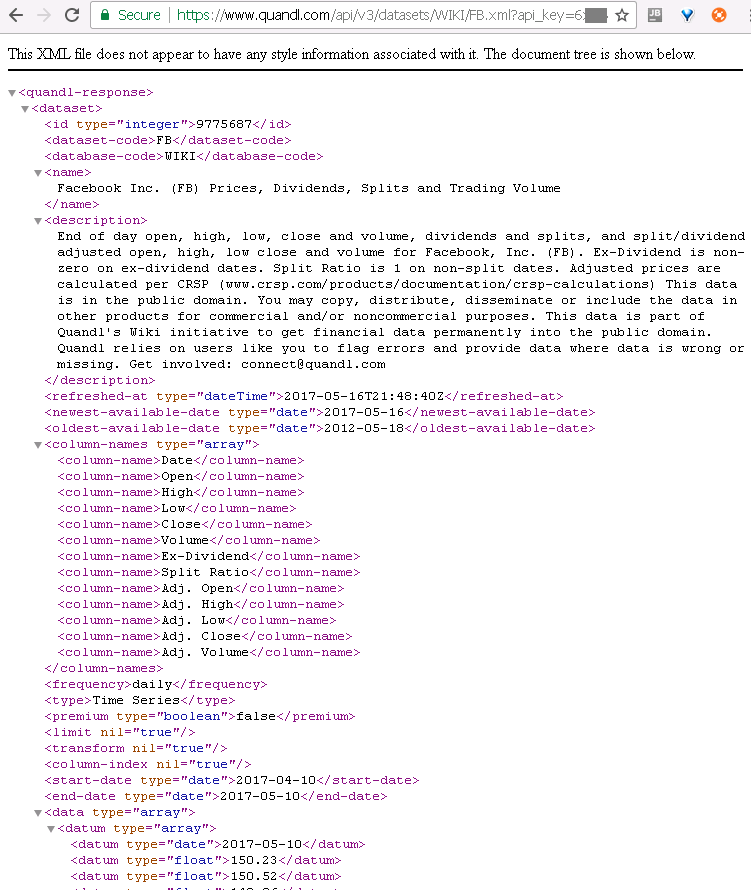 Secure https://www.quandl.com/api/v3/datasets/WIKI/FB.xml?api_key=6
JB
This XML file does not appear to have any style information associated with it. The document tree is shown below.
▼<quandl-response>
▼<dataset>
<id type="integer">9775687</id>
<dataset-code>FB</dataset-code>
<database-code>WIKI</database-code>
▼<name>
Facebook Inc. (FB) Prices, Dividends, Splits and Trading Volume
</name>
▼<description>
End of day open, high, low, close and volume, dividends and splits, and split/dividend
adjusted open, high, low close and volume for Facebook, Inc. (FB). Ex-Dividend is non-
zero on ex-dividend dates. Split Ratio is 1 on non-split dates. Adjusted prices are
calculated per CRSP (www.crsp.com/products/documentation/crsp-calculations) This data
is in the public domain. You may copy, distribute, disseminate or include the data in
other products for commercial and/or noncommercial purposes. This data is part of
Quandl's Wiki initiative to get financial data permanently into the public domain.
Quandl relies on users like you to flag errors and provide data where data is wrong or
missing. Get involved: connect@quandl.com
</description>
<refreshed-at type="dateTime">2017-05-16T21:48:40Z</refreshed-at>
<newest-available-date type="date">2017-05-16</newest-available-date>
<oldest-available-date type="date">2012-05-18</oldest-available-date>
▼<column-names type="array">
<column-name>Date</column-name>
<column-name>Open</column-name>
<column-name>High</column-name>
<column-name>Low</column-name>
<column-name>Close</column-name>
<column-name>Volume</column-name>
<column-name>Ex-Dividend</column-name>
<column-name>Split Ratio</column-name>
<column-name>Adj. Open</column-name>
<column-name>Adj. High</column-name>
<column-name>Adj. Low</column-name>
<column-name>Adj. Close</column-name>
<column-name>Adj. Volume</column-name>
</column-names>
<frequency>daily</frequency>
<type>Time Series</type>
<premium type="boolean">false</premium>
<limit nil="true"/>
<transform nil="true"/>
<column-index nil="true"/>
<start-date type="date">2017-04-10</start-date>
<end-date type="date">2017-05-10</end-date>
▼<data type="array">
▼<datum type="array">
<datum type="date">2017-05-10</datum>
<datum type="float">150.23</datum>
<datum type="float">150.52</datum>